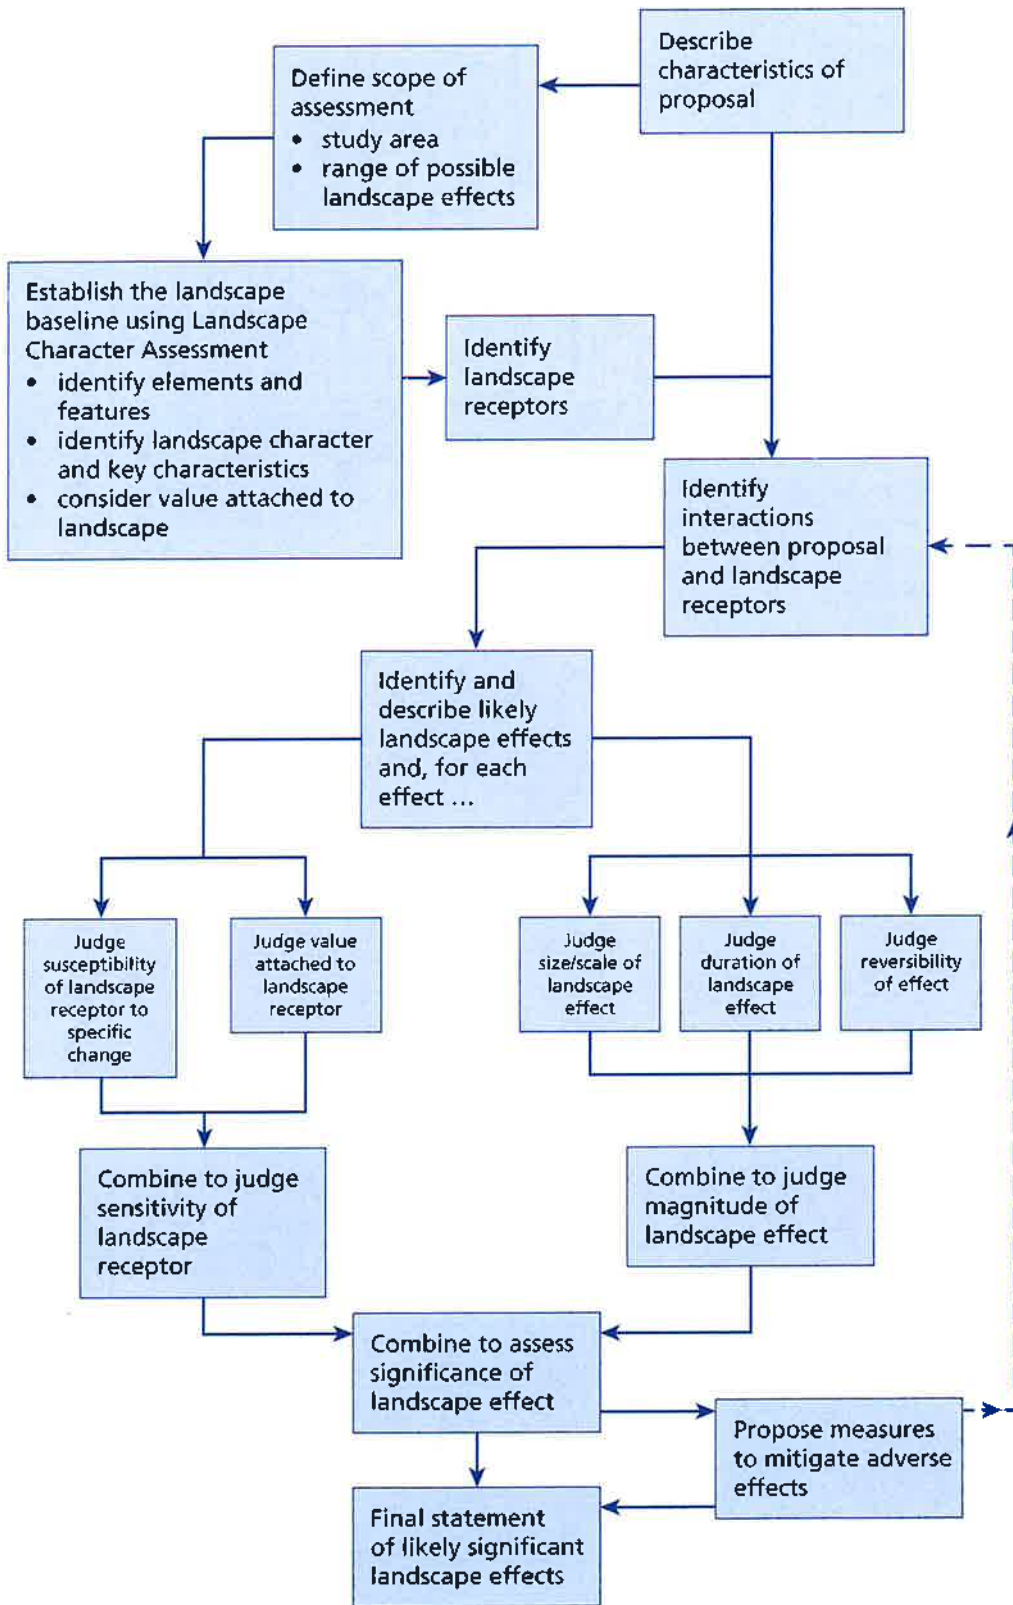 Describe
characteristics of
proposal
Define scope of
assessment
• study area
• range of possible
landscape effects
Establish the landscape
baseline using Landscape
Character Assessment
• identify elements and
features
• identify landscape character
and key characteristics
• consider value attached to
landscape
Identify
landscape
receptors
Identify
interactions
between proposal
and landscape
receptors
Identify and
describe likely
landscape effects
and, for each
effect ...
Judge
susceptibility
of landscape
receptor to
specific
change
Judge value
attached to
landscape
receptor
Judge
size/scale of
landscape
effect
Judge
duration of
landscape
effect
Judge
reversibility
of effect
Combine to judge
sensitivity of
landscape
receptor
Combine to judge
magnitude of
landscape effect
Combine to assess
significance of
landscape effect
Propose measures
to mitigate adverse
effects
Final statement
of likely significant
landscape effects